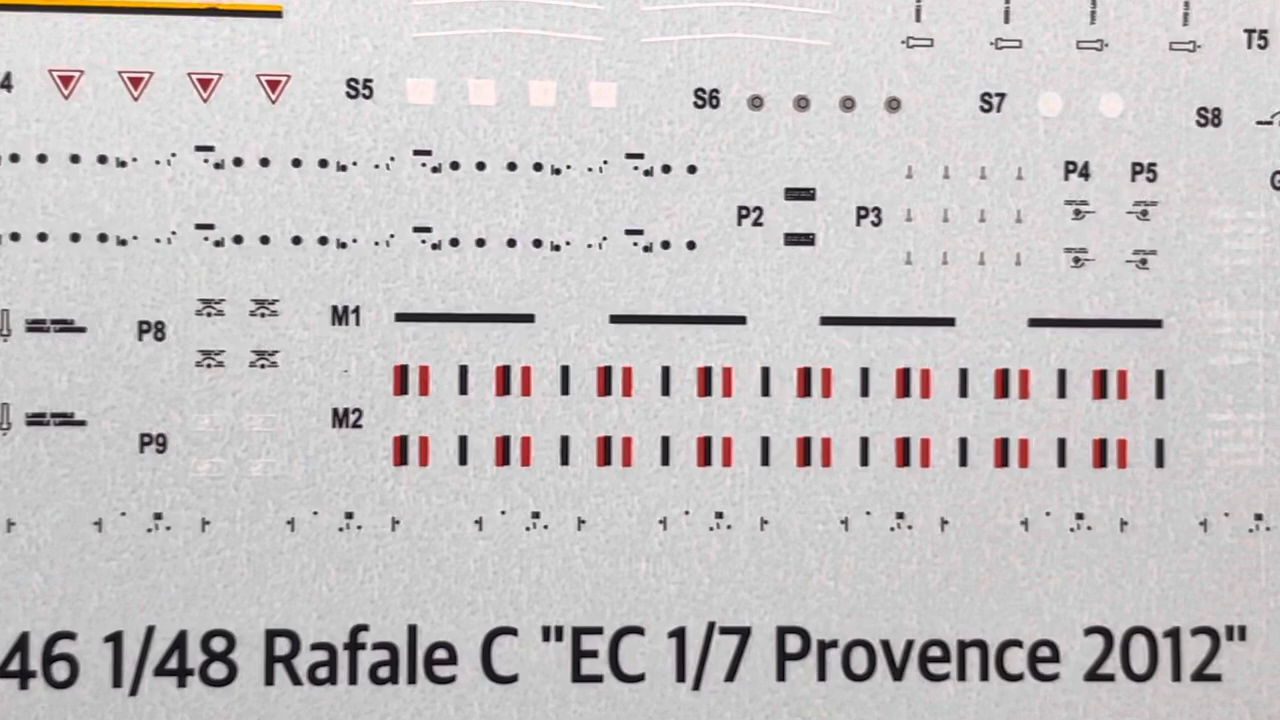 T5
4 S5 S6 S7 S8
P4 P5
P2 P3
P8 M1
M2
P9
46 1/48 Rafale C "EC 1/7 Provence 2012"